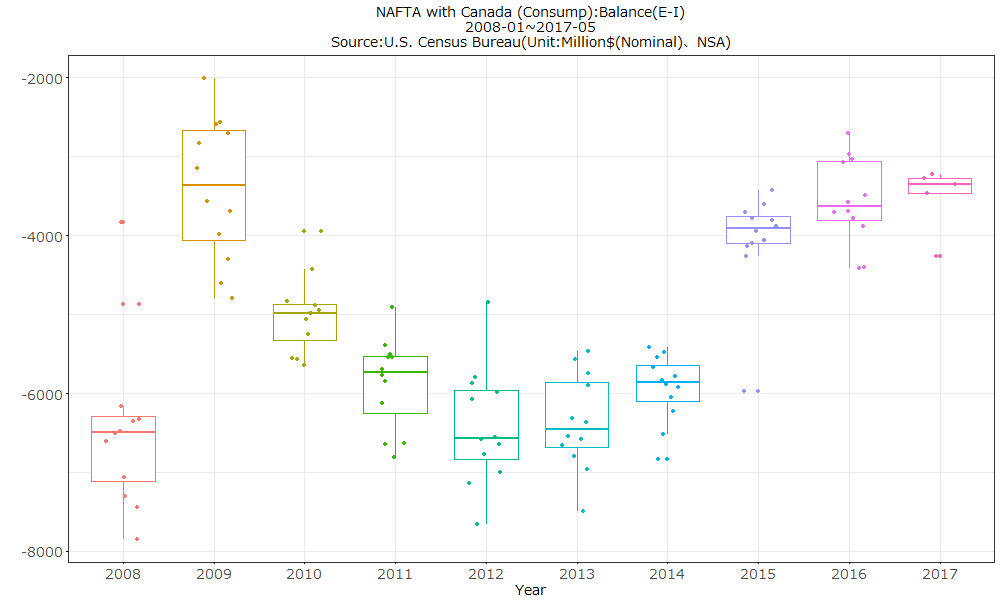 NAFTA with Canada (Consump):Balance(E-I)
2008-01~2017-05
Source:U.S. Census Bureau(Unit:Million$(Nominal)、NSA)
-2000
-4000
-6000
-8000
2008 2009 2010 2011 2012 2013 2014 2015 2016 2017
Year